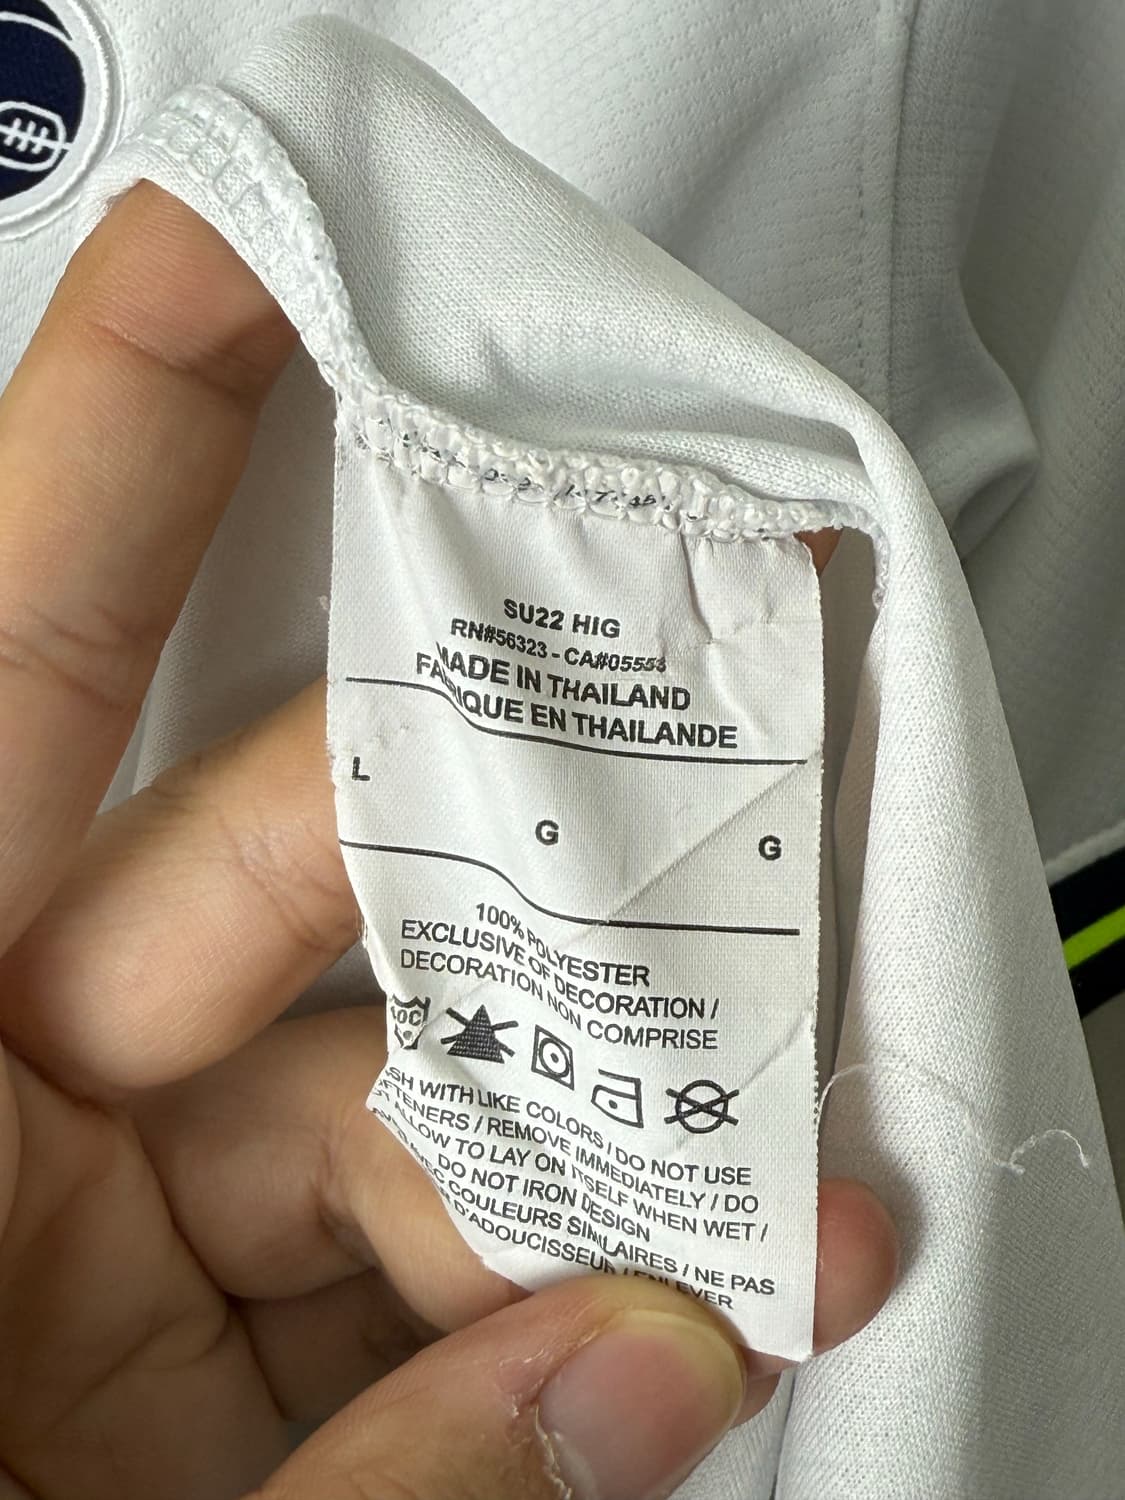 SU22 HIG
RN#56323 - CA#05553
MADE IN THAILAND
FABRIQUE EN THAILANDE
L G G
100% POLYESTER
EXCLUSIVE OF DECORATION /
DECORATION NON COMPRISE
SH WITH LIKE COLORS / DO NOT USE
FTENERS / REMOVE IMMEDIATELY / DO
ALLOW TO LAY ON ITSELF WHEN WET /
DO NOT IRON DESIGN
COULEURS SIMILAIRES / NE PAS
D'ADOUCISSEUR / ENLEVER